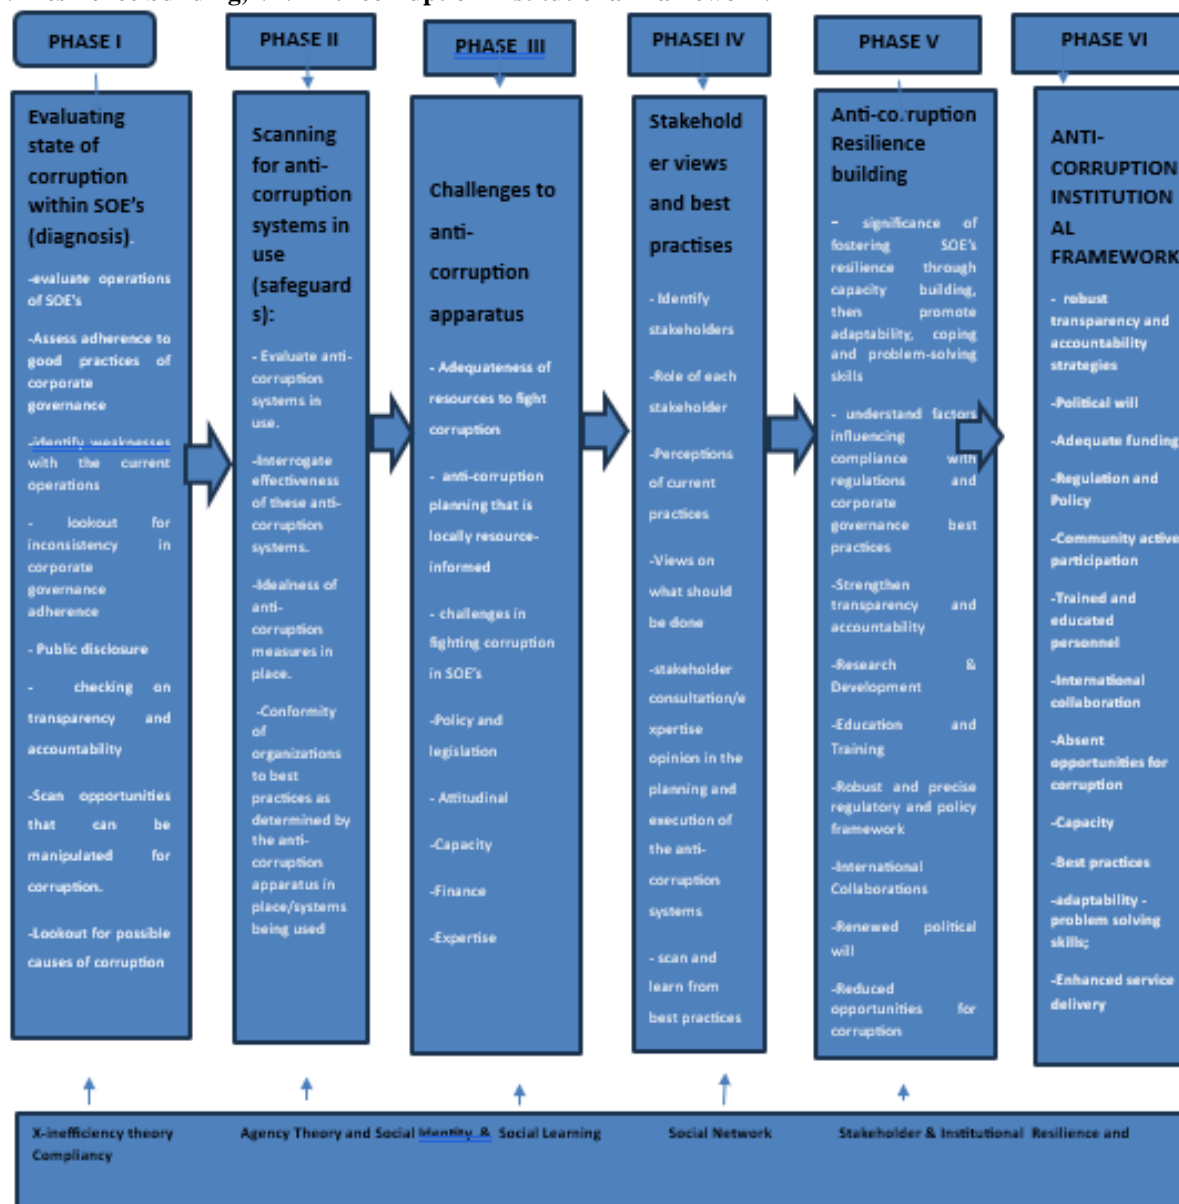 PHASE I
PHASE II
PHASE III
PHASEI IV
PHASE V
PHASE VI
Evaluating
state of
corruption
within SOE's
(diagnosis).
-evaluate operations
of SOE's
-Assess adherence to
good practices of
corporate
governance
-identify weaknesses
with the current
operations
- lookout for
inconsistency in
corporate
governance
adherence
- Public disclosure
- checking on
transparency and
accountability
-Scan opportunities
that can be
manipulated for
corruption.
-Lookout for possible
causes of corruption
Scanning
for anti-
corruption
systems in
use
(safeguard
s):
- Evaluate anti-
corruption
systems in
use.
-Interrogate
effectiveness
of these anti-
corruption
systems.
-Idealness of
anti-
corruption
measures in
place.
-Conformity
of
organizations
to best
practices as
determined by
the anti-
corruption
apparatus in
place/systems
being used
Challenges to
anti-
corruption
apparatus
- Adequateness of
resources to fight
corruption
- anti-corruption
planning that is
locally resource-
informed
- challenges in
fighting corruption
in SOE's
-Policy and
legislation
- Attitudinal
-Capacity
-Finance
-Expertise
Stakehold
er views
and best
practises
- Identify
stakeholders
-Role of each
stakeholder
-Perceptions
of current
practices
-Views on
what should
be done
-stakeholder
consultation/e
xpertise
opinion in the
planning and
execution of
the anti-
corruption
systems
- scan and
learn from
best practices
Anti-corruption
Resilience
building
- significance of
fostering SOE's
resilience through
capacity building,
then promote
adaptability, coping
and problem-solving
skills
- understand factors
influencing
compliance with
regulations and
corporate
governance best
practices
-Strengthen
transparency and
accountability
-Research &
Development
-Education and
Training
-Robust and precise
regulatory and policy
framework
-International
Collaborations
-Renewed political
will
-Reduced
opportunities for
corruption
ANTI-
CORRUPTION
INSTITUTION
AL
FRAMEWORK
- robust
transparency and
accountability
strategies
-Political will
-Adequate funding
-Regulation and
Policy
-Community active
participation
-Trained and
educated
personnel
-International
collaboration
-Absent
opportunities for
corruption
-Capacity
-Best practices
-adaptability -
problem solving
skills;
-Enhanced service
delivery
X-inefficiency theory Agency Theory and Social Identity & Social Learning Social Network Stakeholder & Institutional Resilience and
Compliancy